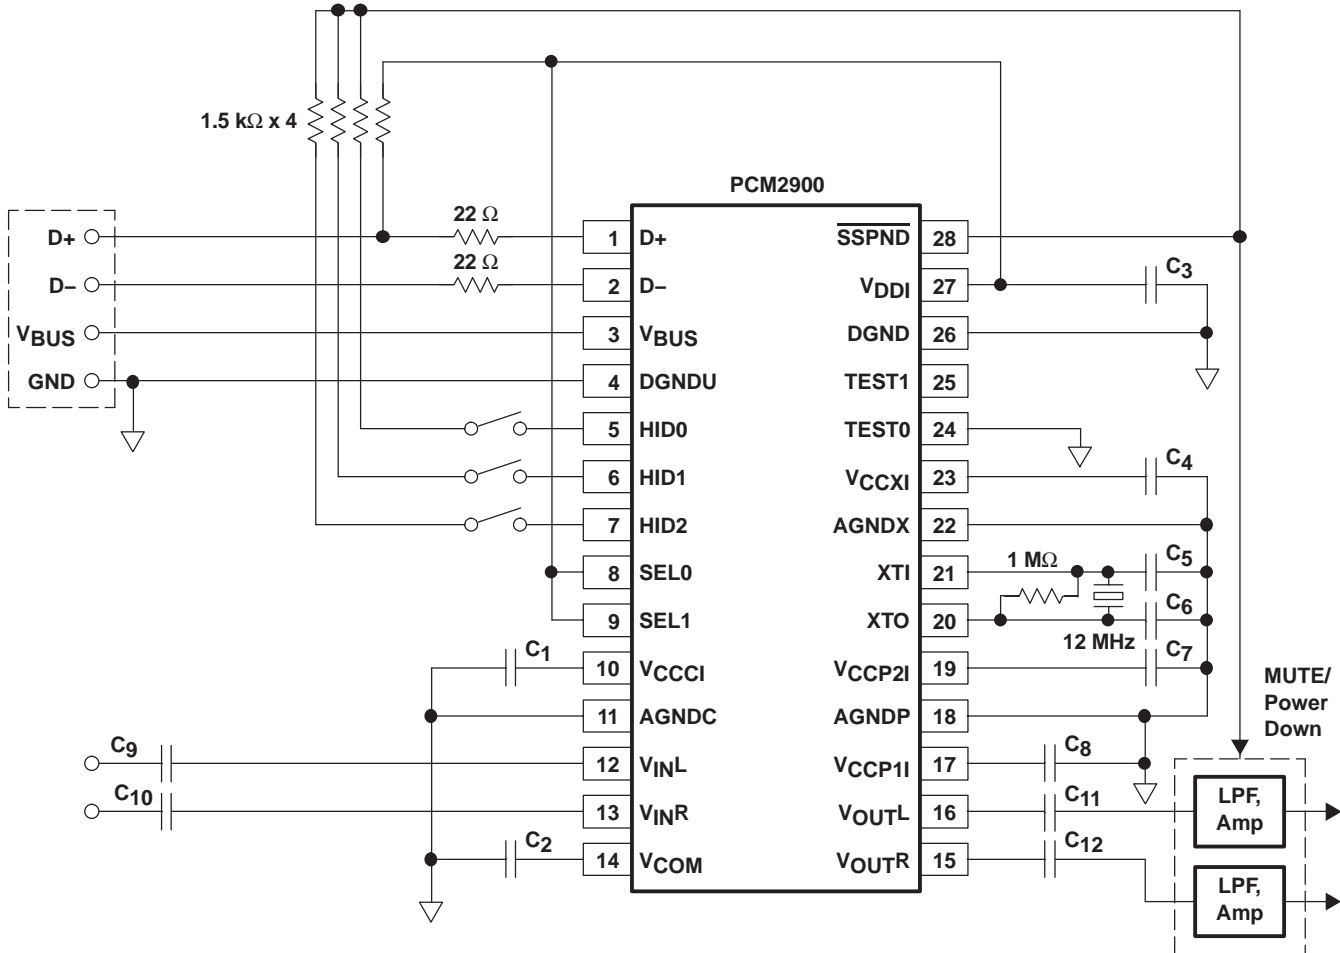 1.5 kΩ x 4
PCM2900
D+
D–
VBUS
GND
22 Ω
22 Ω
1 D+
2 D–
3 VBUS
4 DGNDU
5 HID0
6 HID1
7 HID2
8 SEL0
9 SEL1
10 VCCCI
11 AGNDC
12 VINL
13 VINR
14 VCOM
C1
C9
C10
C2
SSPND 28
VDDI 27
DGND 26
TEST1 25
TEST0 24
VCCXI 23
AGNDX 22
XTI 21
XTO 20
VCCP2I 19
AGNDP 18
VCCP1I 17
VOUTL 16
VOUTR 15
C3
C4
1 MΩ
C5
C6
12 MHz
C7
C8
C11
C12
MUTE/
Power
Down
LPF,
Amp
LPF,
Amp